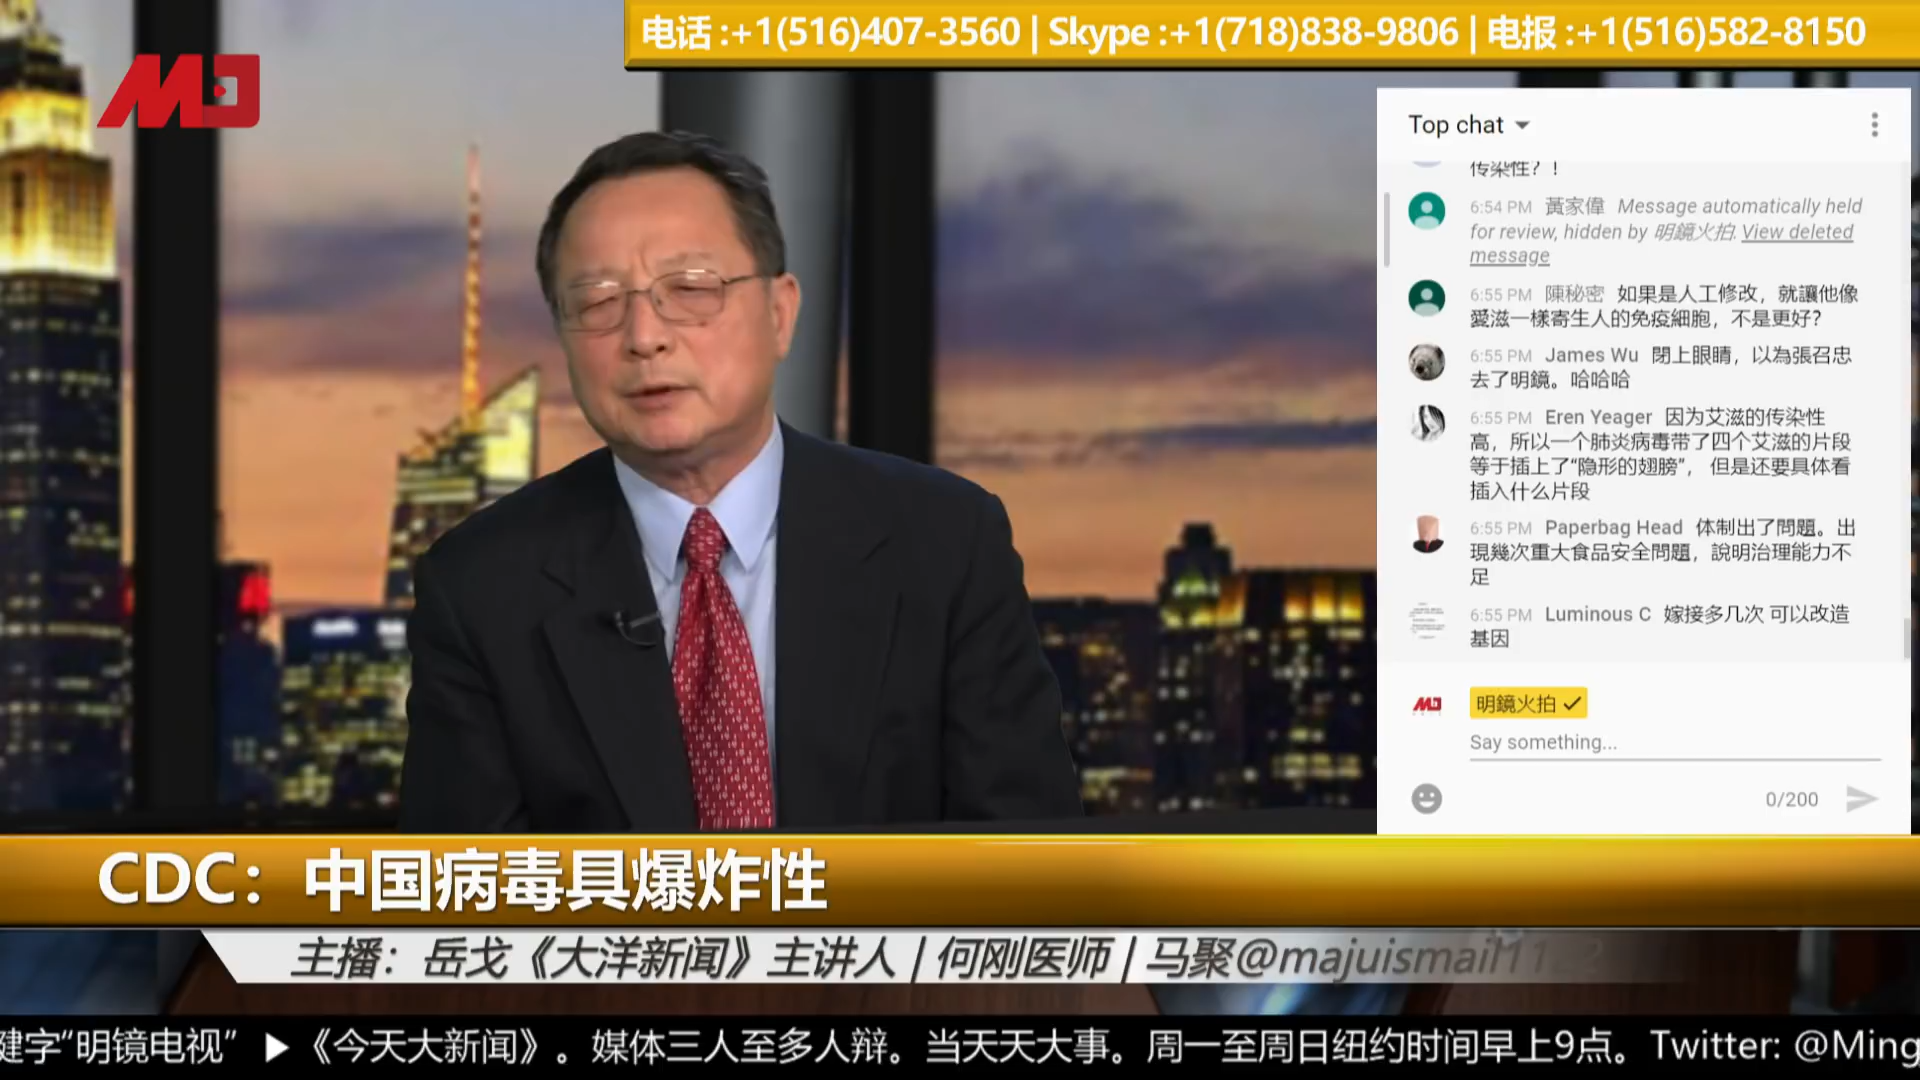 电话 :+1(516)407-3560 | Skype :+1(718)838-9806 | 电报 :+1(516)582-8150
MD
Top chat
传染性？！
6:54 PM 黃家偉 Message automatically held
for review, hidden by 明鏡火拍. View deleted
message
6:55 PM 陳秘密 如果是人工修改，就讓他像
愛滋一樣寄生人的免疫細胞，不是更好?
6:55 PM James Wu 閉上眼睛，以為張召忠
去了明鏡。哈哈哈
6:55 PM Eren Yeager 因为艾滋的传染性
高，所以一个肺炎病毒带了四个艾滋的片段
等于插上了“隐形的翅膀”， 但是还要具体看
插入什么片段
6:55 PM Paperbag Head 体制出了問題。出
現幾次重大食品安全問題，說明治理能力不
足
6:55 PM Luminous C 嫁接多几次 可以改造
基因
MD 明鏡火拍
Say something...
0/200
CDC：中国病毒具爆炸性
主播：岳戈《大洋新闻》主讲人 | 何刚医师 | 马聚@majuismail1122
键字“明镜电视” ▶《今天大新闻》。媒体三人至多人辩。当天天大事。周一至周日纽约时间早上9点。Twitter: @Ming